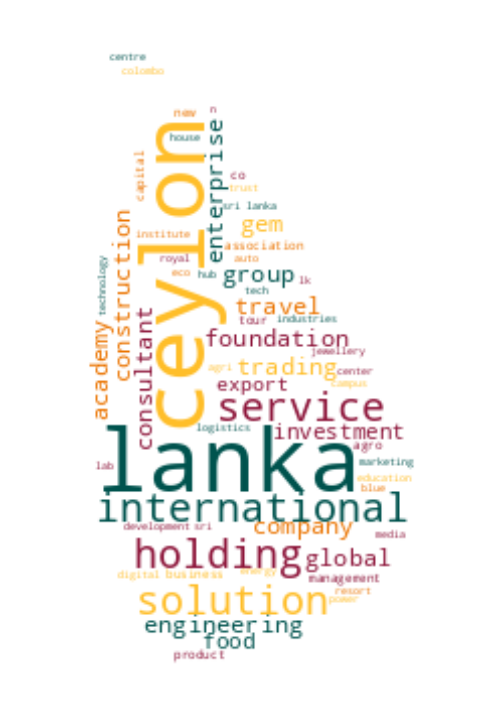 centre
colombo
new
n
house
ceylon
enterprise
capital
co
trust
sri lanka
gem
construction
institute
association
royal
auto
eco
hub
group
lk
technology
tech
travel
tour
industries
academy
consultant
foundation
jewellery
agri
trading
center
export
campus
service
logistics
investment
lanka
agro
lab
marketing
education
blue
international
development
sri
company
media
holding
global
digital
business
energy
management
resort
solution
power
engineering
food
product